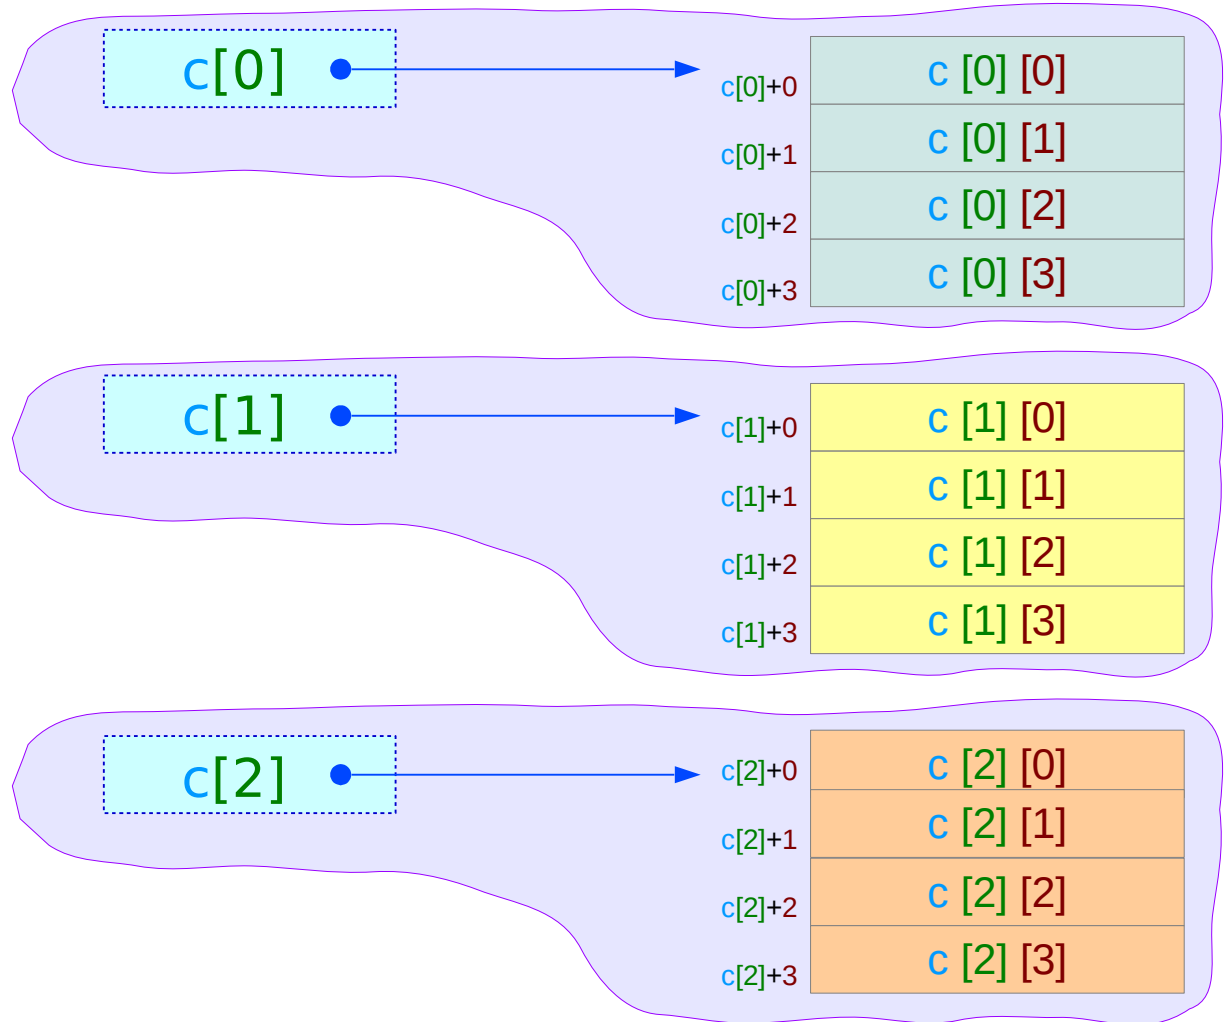 c[0]
c[0]+0 c [0] [0]
c[0]+1 c [0] [1]
c[0]+2 c [0] [2]
c[0]+3 c [0] [3]
c[1]
c[1]+0 c [1] [0]
c[1]+1 c [1] [1]
c[1]+2 c [1] [2]
c[1]+3 c [1] [3]
c[2]
c[2]+0 c [2] [0]
c[2]+1 c [2] [1]
c[2]+2 c [2] [2]
c[2]+3 c [2] [3]